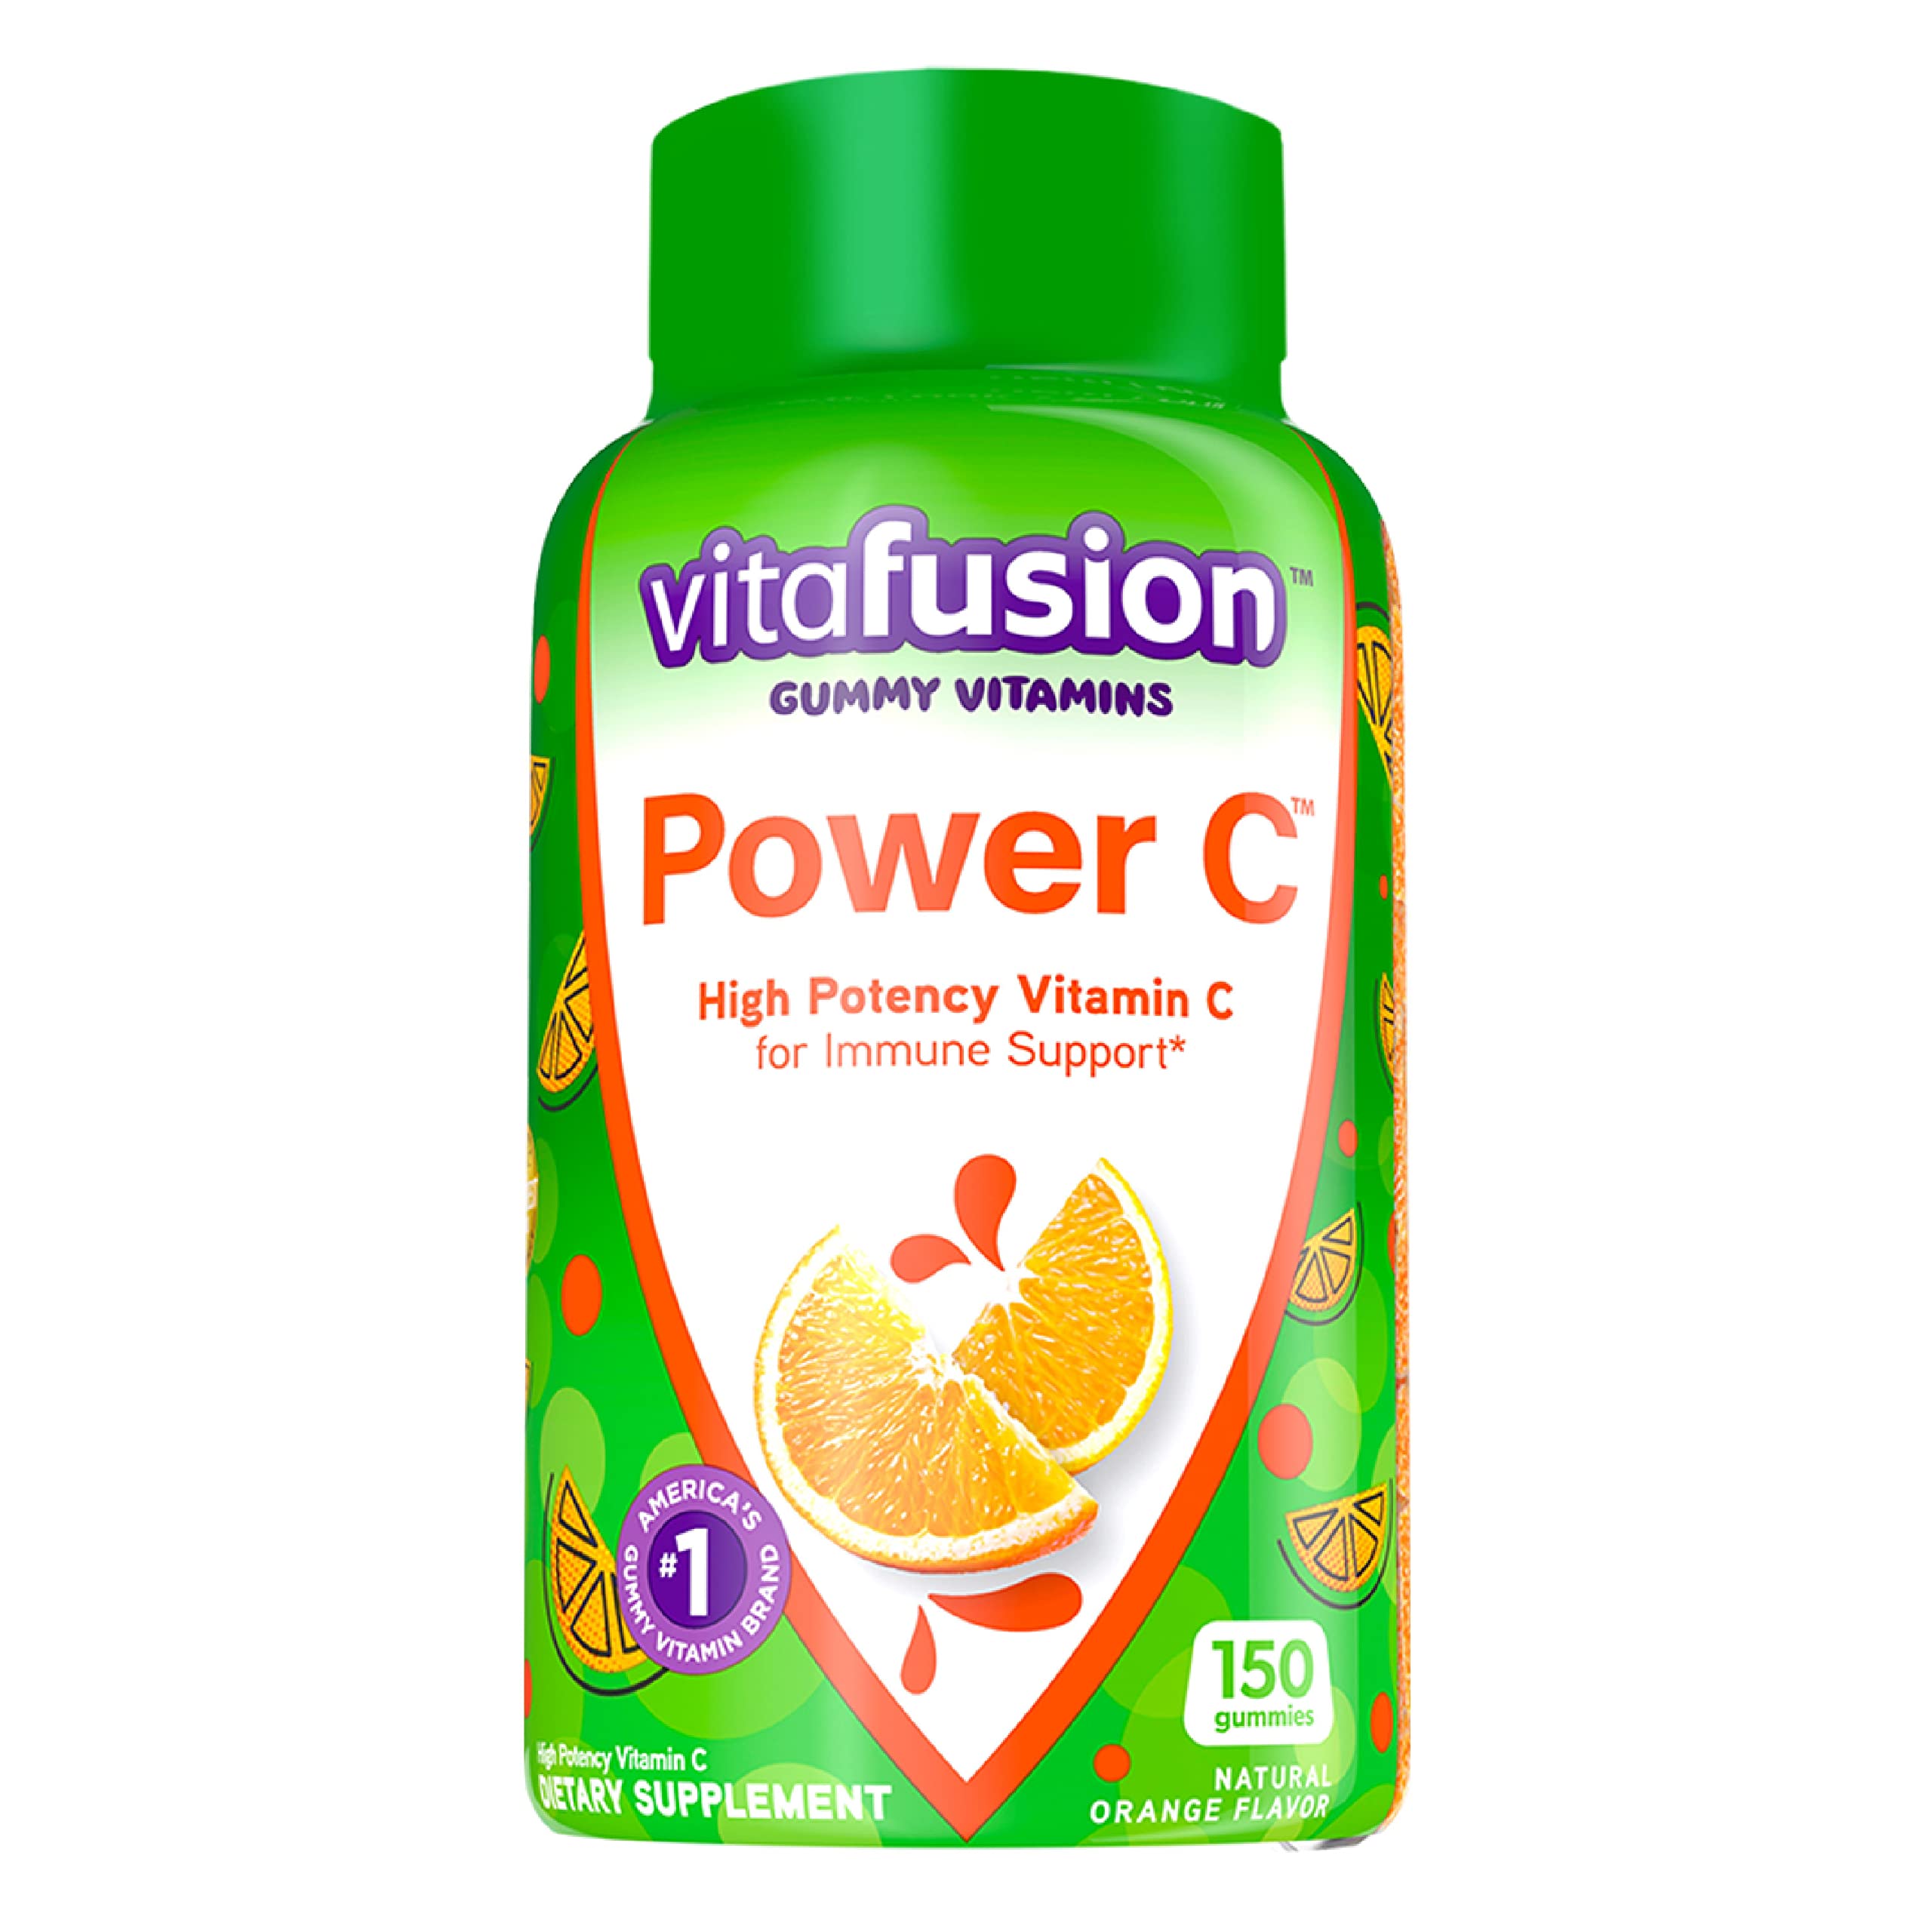 vitafusion™
GUMMY VITAMINS
Power C™
High Potency Vitamin C
for Immune Support*
AMERICA'S
#1
GUMMY VITAMIN BRAND
150
gummies
High Potency Vitamin C
DIETARY SUPPLEMENT
NATURAL
ORANGE FLAVOR